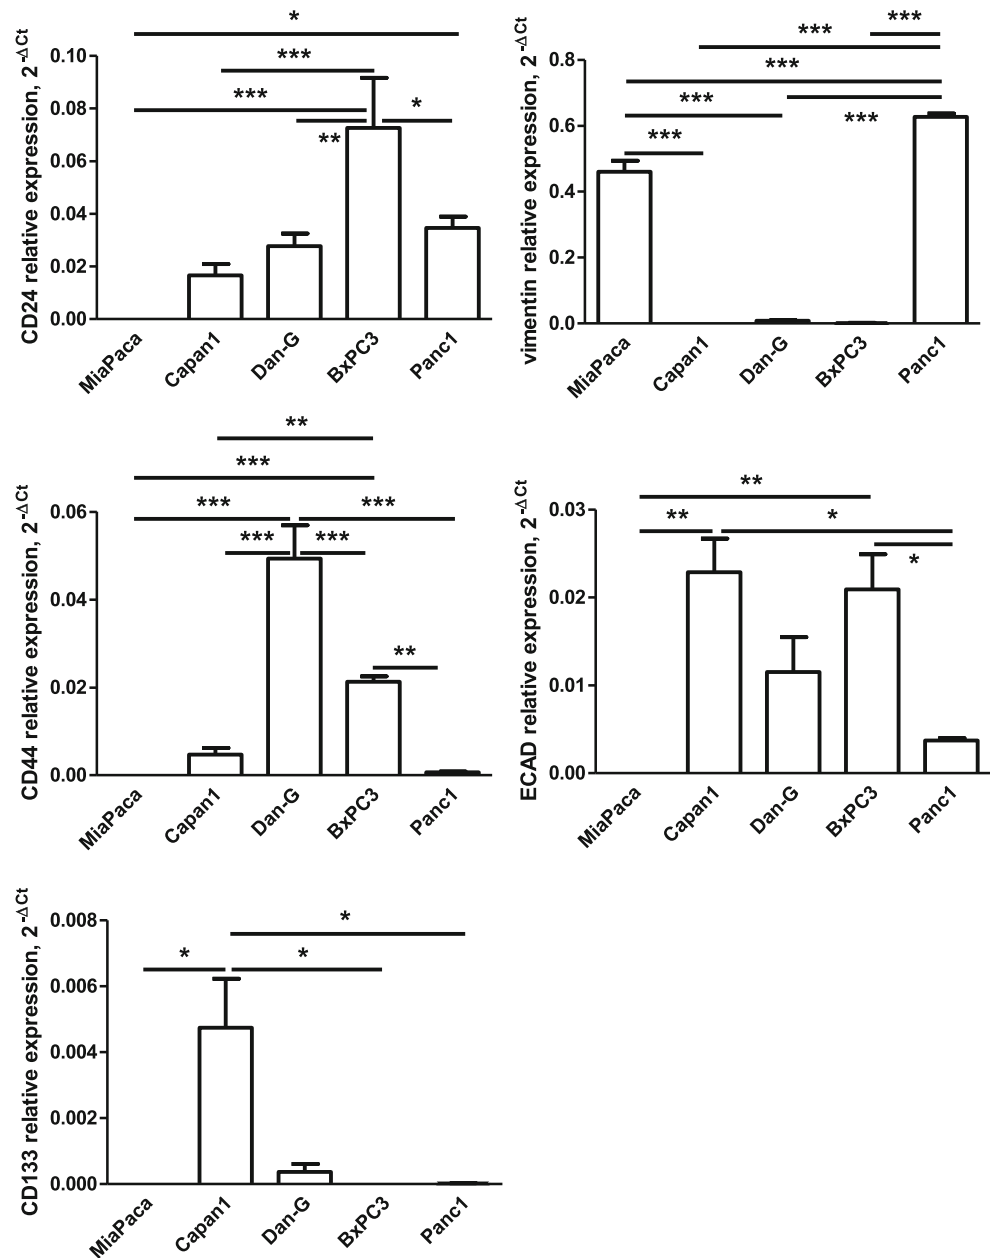 CD24 relative expression, 2^-ΔCt
0.10
0.08
0.06
0.04
0.02
0.00
*
***
***
*
**
MiaPaca
Capan1
Dan-G
BxPC3
Panc1
vimentin relative expression, 2^-ΔCt
0.8
0.6
0.4
0.2
0.0
***
***
***
***
***
***
MiaPaca
Capan1
Dan-G
BxPC3
Panc1
CD44 relative expression, 2^-ΔCt
0.06
0.04
0.02
0.00
**
***
***
***
***
***
**
MiaPaca
Capan1
Dan-G
BxPC3
Panc1
ECAD relative expression, 2^-ΔCt
0.03
0.02
0.01
0.00
**
**
*
*
MiaPaca
Capan1
Dan-G
BxPC3
Panc1
CD133 relative expression, 2^-ΔCt
0.008
0.006
0.004
0.002
0.000
*
*
*
MiaPaca
Capan1
Dan-G
BxPC3
Panc1